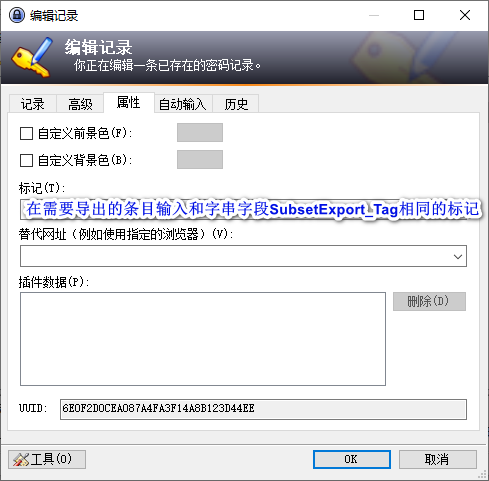 编辑记录
编辑记录
你正在编辑一条已存在的密码记录。
记录 高级 属性 自动输入 历史
自定义前景色(F):
自定义背景色(B):
标记(T):
在需要导出的条目输入和字串字段SubsetExport_Tag相同的标记
替代网址（例如使用指定的浏览器）(V):
插件数据(P):
删除(D)
UUID: 6E0F2D0CEA087A4FA3F14A8B123D44EE
工具(O) OK 取消